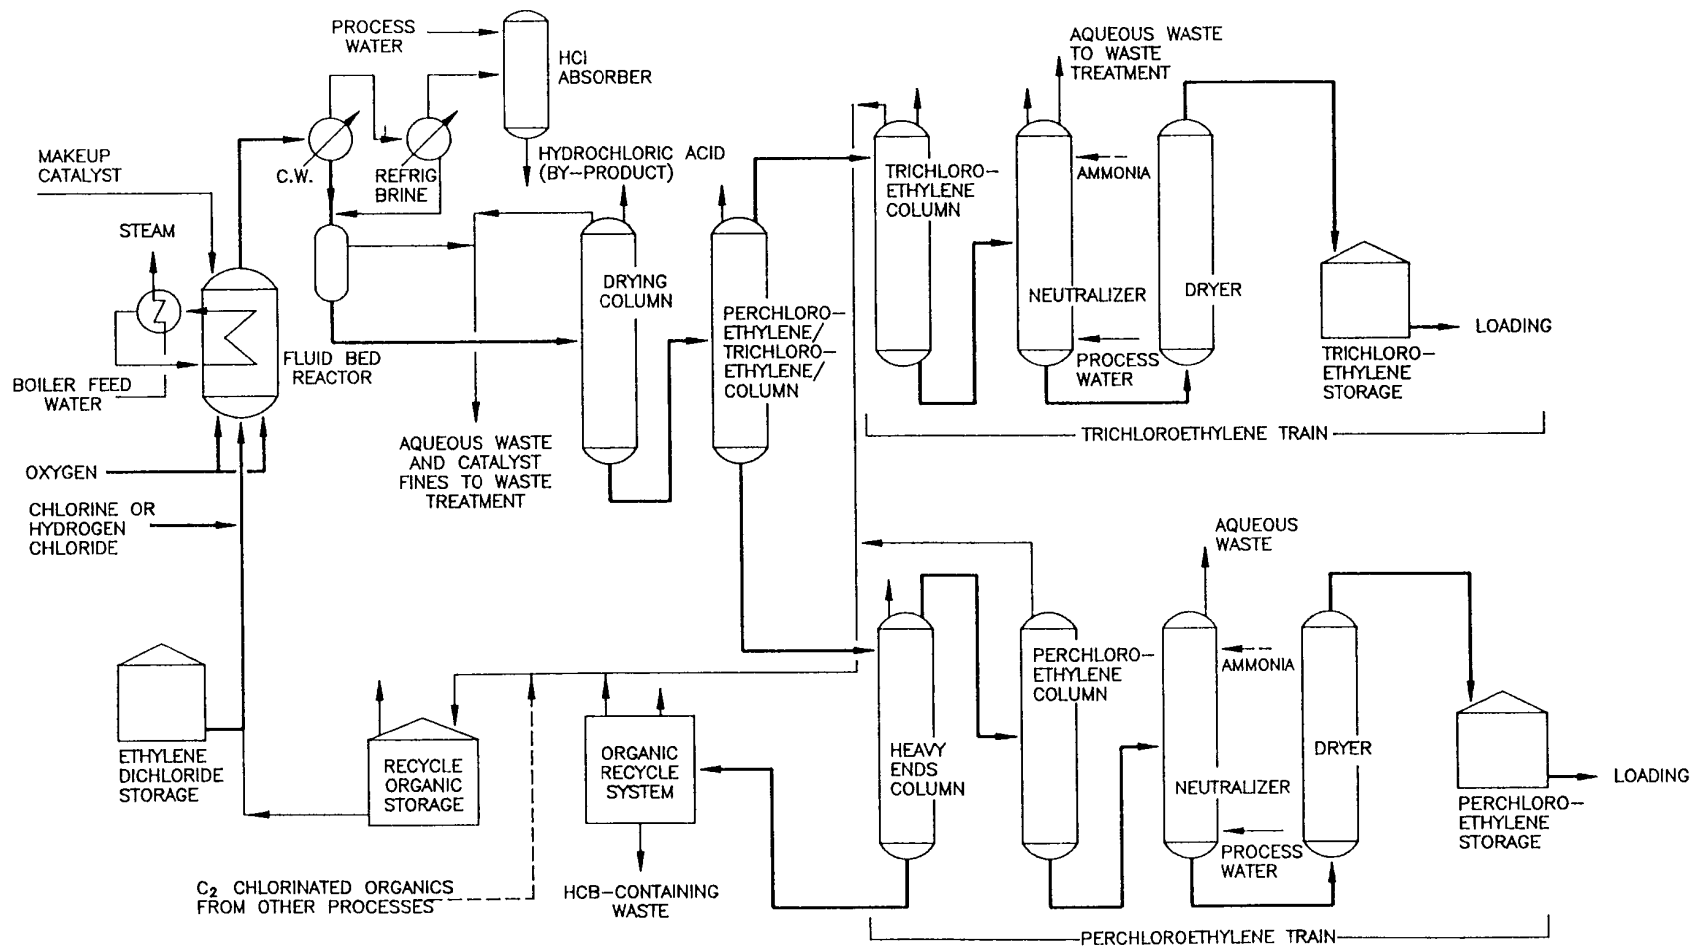 PROCESS
WATER
HCl
ABSORBER
AQUEOUS WASTE
TO WASTE
TREATMENT
MAKEUP
CATALYST
C.W.
REFRIG
BRINE
HYDROCHLORIC ACID
(BY-PRODUCT)
TRICHLORO-
ETHYLENE
COLUMN
AMMONIA
STEAM
DRYING
COLUMN
NEUTRALIZER
DRYER
PERCHLORO-
ETHYLENE/
TRICHLORO-
ETHYLENE/
COLUMN
LOADING
FLUID BED
REACTOR
PROCESS
WATER
TRICHLORO-
ETHYLENE
STORAGE
BOILER FEED
WATER
TRICHLOROETHYLENE TRAIN
AQUEOUS WASTE
AND CATALYST
FINES TO WASTE
TREATMENT
OXYGEN
CHLORINE OR
HYDROGEN
CHLORIDE
AQUEOUS
WASTE
PERCHLORO-
ETHYLENE
COLUMN
AMMONIA
ETHYLENE
DICHLORIDE
STORAGE
RECYCLE
ORGANIC
STORAGE
ORGANIC
RECYCLE
SYSTEM
HEAVY
ENDS
COLUMN
NEUTRALIZER
DRYER
LOADING
PERCHLORO-
ETHYLENE
STORAGE
PROCESS
WATER
C2 CHLORINATED ORGANICS
FROM OTHER PROCESSES
HCB-CONTAINING
WASTE
PERCHLOROETHYLENE TRAIN